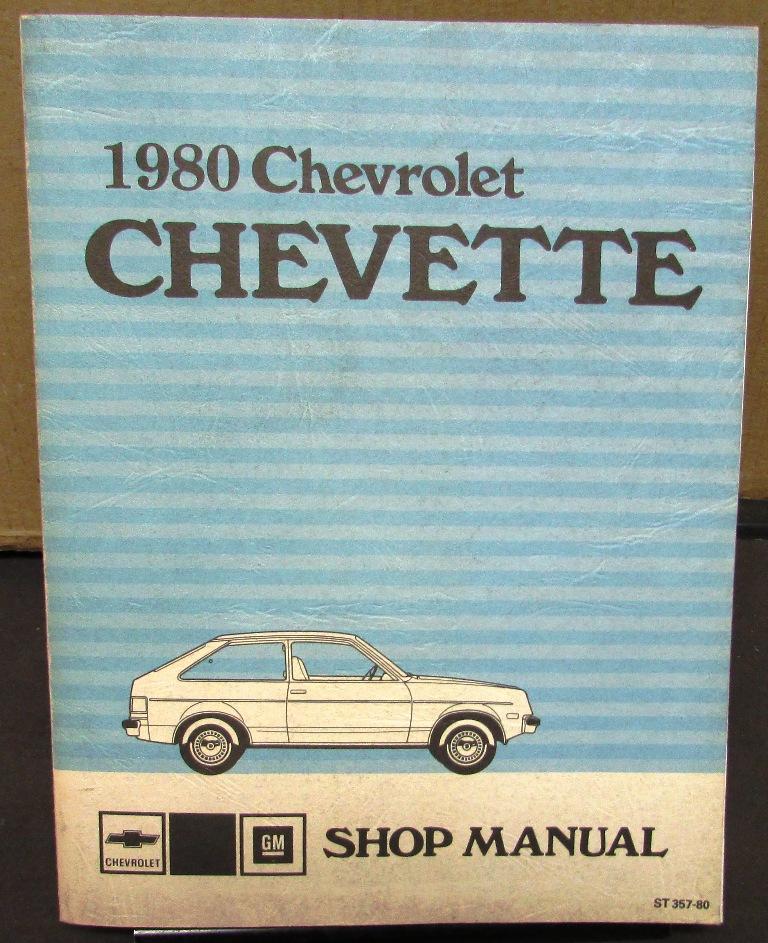 1980 Chevrolet
CHEVETTE
CHEVROLET
GM
SHOP MANUAL
ST 357-80